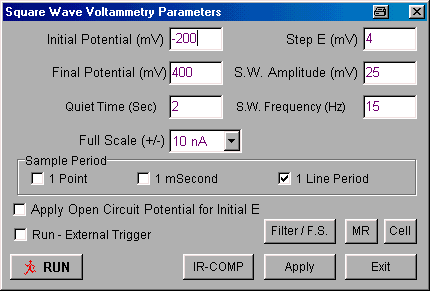 Square Wave Voltammetry Parameters
Initial Potential (mV) -200 Step E (mV) 4
Final Potential (mV) 400 S.W. Amplitude (mV) 25
Quiet Time (Sec) 2 S.W. Frequency (Hz) 15
Full Scale (+/-) 10 nA
Sample Period
1 Point 1 mSecond 1 Line Period
Apply Open Circuit Potential for Initial E
Run - External Trigger Filter / F.S. MR Cell
RUN IR-COMP Apply Exit